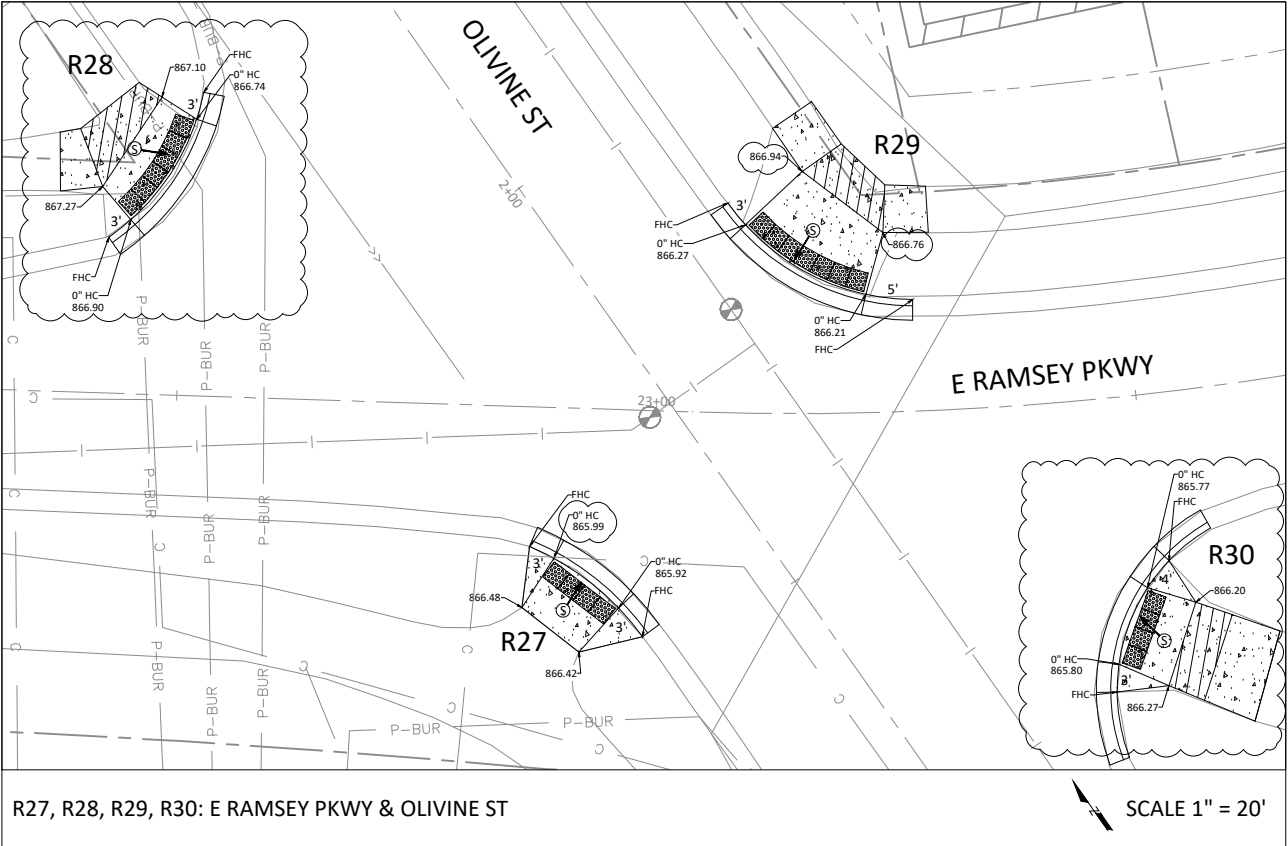 R28
867.10
FHC
0" HC
866.74
3'
S
867.27
3'
FHC
0" HC
866.90
P-BUR
P-BUR
OLIVINE ST
2+00
R29
866.94
3'
FHC
0" HC
866.27
S
866.76
5'
0" HC
866.21
FHC
E RAMSEY PKWY
23+00
C
C
P-BUR
P-BUR
P-BUR
C
P-BUR
P-BUR
P-BUR
C
C
P-BUR
P-BUR
P-BUR
C
C
C
C
P-BUR
P-BUR
C
C
C
FHC
0" HC
865.99
3'
0" HC
865.92
FHC
866.48
S
3'
R27
866.42
0" HC
865.77
FHC
R30
4'
866.20
S
0" HC
865.80
3'
FHC
866.27
R27, R28, R29, R30: E RAMSEY PKWY & OLIVINE ST
SCALE 1" = 20'